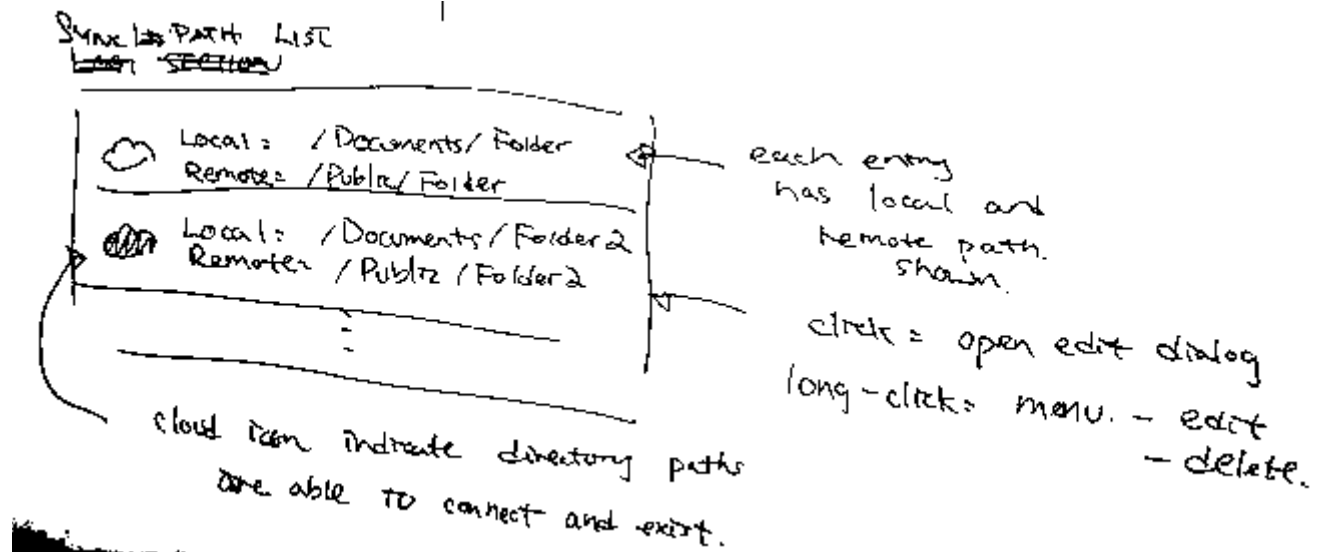 Sync PATH LIST
Local: /Documents/Folder
Remote: /Public/Folder
Local: /Documents/Folder2
Remote: /Public/Folder2
each entry
has local and
remote path.
shown.
click = open edit dialog
long-click: menu. - edit
- delete.
cloud icon indicate directory paths
are able to connect and exist.